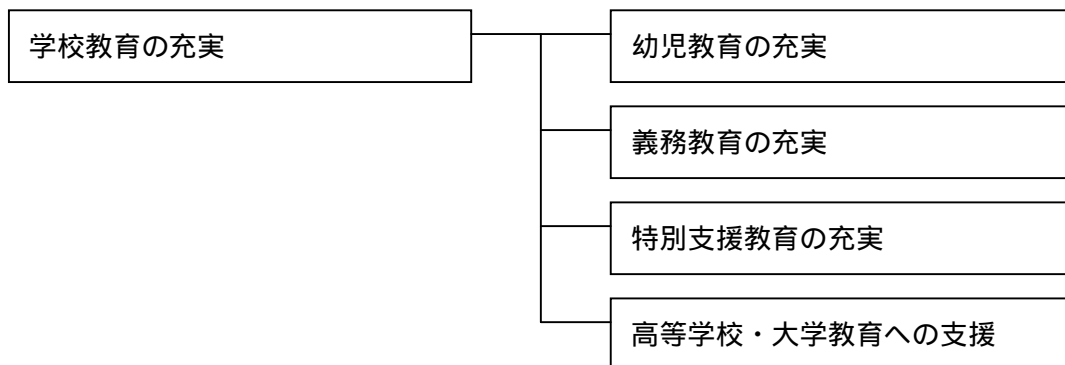 学校教育の充実
幼児教育の充実
義務教育の充実
特別支援教育の充実
高等学校・大学教育への支援